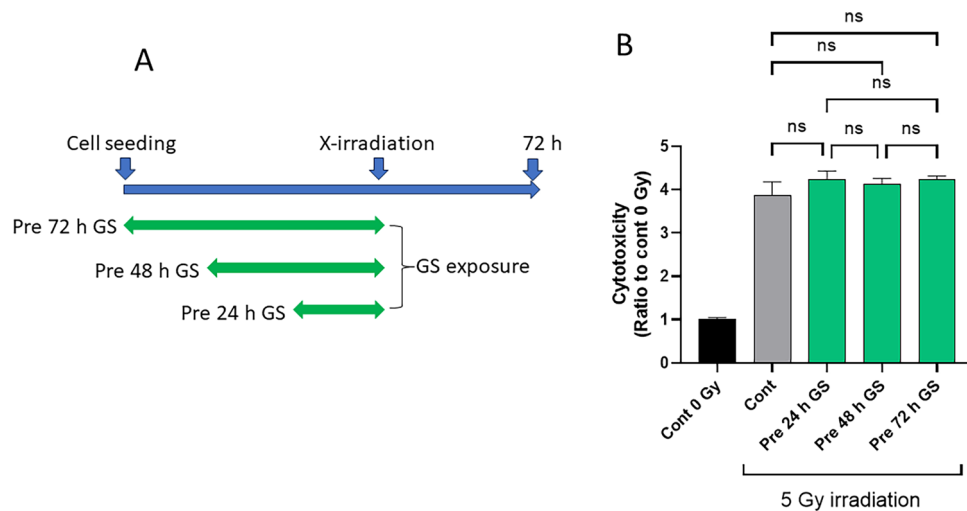 A
Cell seeding
X-irradiation
72 h
Pre 72 h GS
Pre 48 h GS
GS exposure
Pre 24 h GS
B
ns
ns
ns
ns
ns
ns
Cytotoxicity
(Ratio to cont 0 Gy)
5
4
3
2
1
0
Cont 0 Gy
Cont
Pre 24 h GS
Pre 48 h GS
Pre 72 h GS
5 Gy irradiation